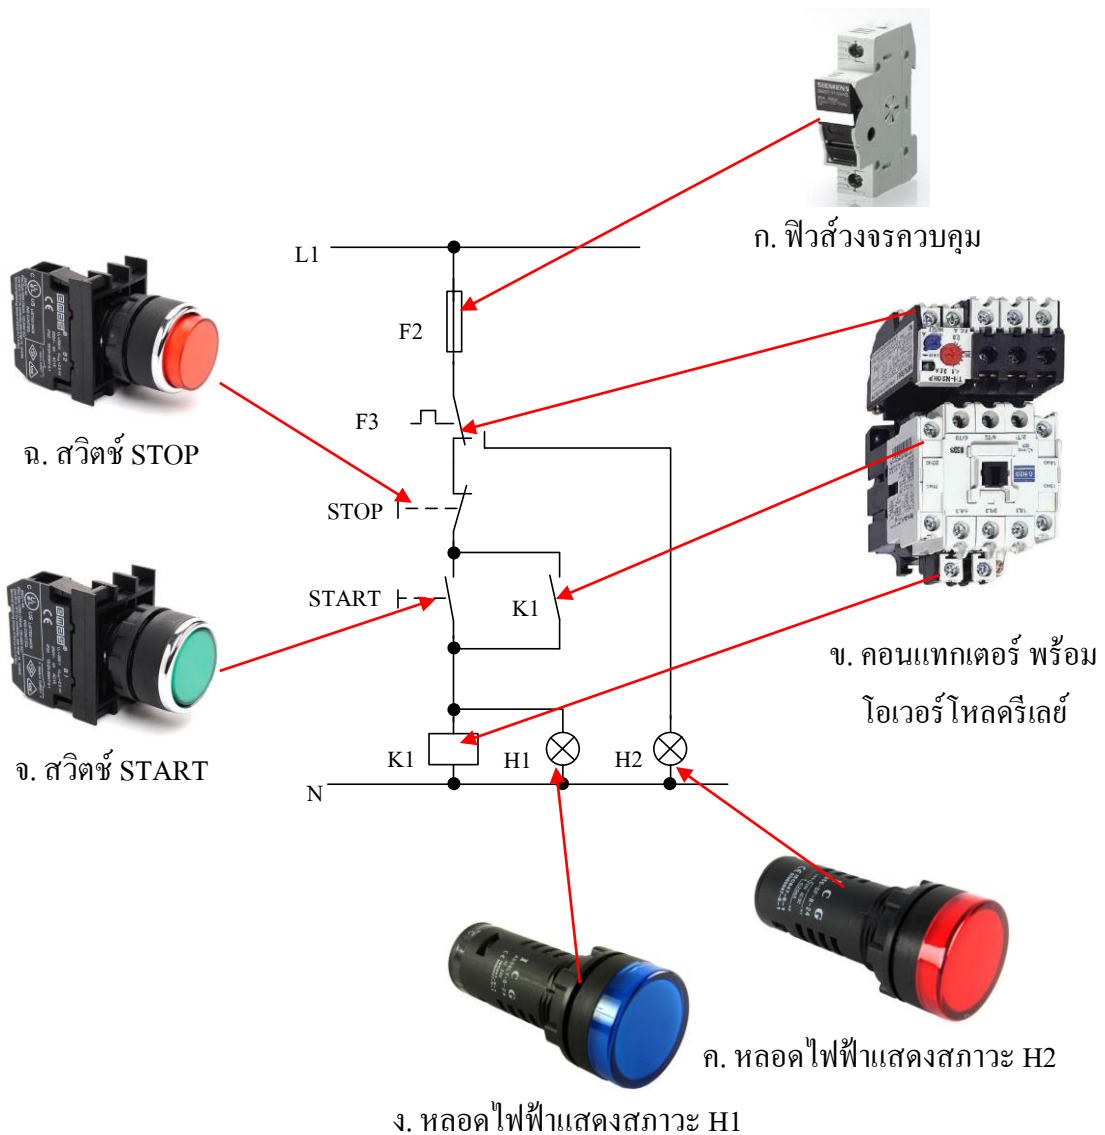 SIEMENS
ก. ฟิวส์วงจรควบคุม
L1
F2
F3
ฉ. สวิตช์ STOP
STOP
START
K1
ข. คอนแทกเตอร์ พร้อม
โอเวอร์โหลดรีเลย์
จ. สวิตช์ START
K1
H1
H2
N
I C G
I C G
ค. หลอดไฟฟ้าแสดงสภาวะ H2
ง. หลอดไฟฟ้าแสดงสภาวะ H1